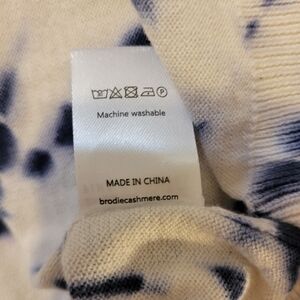 Machine washable
MADE IN CHINA
brodiecashmere.com